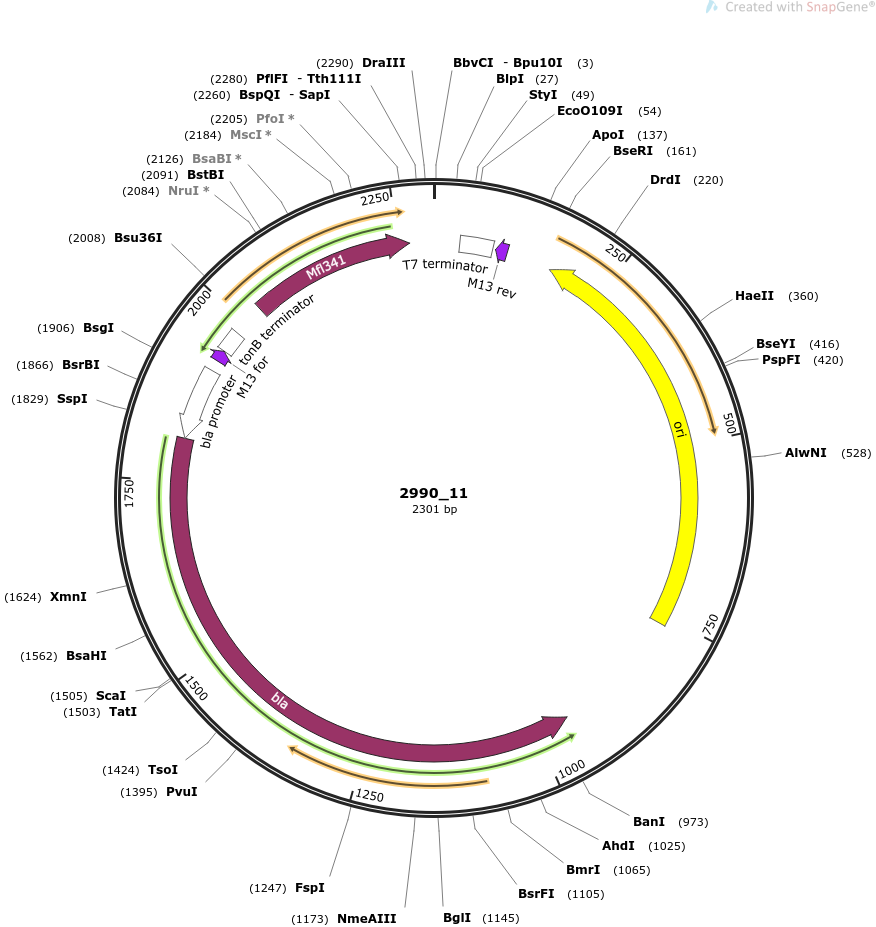 Created with SnapGene®
(2290) DraIII
(2280) PflFI - Tth111I
(2260) BspQI - SapI
(2205) PfoI *
(2184) MscI *
(2126) BsaBI *
(2091) BstBI
(2084) NruI *
(2008) Bsu36I
(1906) BsgI
(1866) BsrBI
(1829) SspI
(1624) XmnI
(1562) BsaHI
(1505) ScaI
(1503) TatI
(1424) TsoI
(1395) PvuI
(1247) FspI
(1173) NmeAIII
BbvCI - Bpu10I (3)
BlpI (27)
StyI (49)
EcoO109I (54)
ApoI (137)
BseRI (161)
DrdI (220)
HaeII (360)
BseYI (416)
PspFI (420)
AlwNI (528)
BanI (973)
AhdI (1025)
BmrI (1065)
BsrFI (1105)
BglI (1145)
250
500
750
1000
1250
1500
1750
2000
2250
Mfl341
T7 terminator
M13 rev
tonB terminator
M13 for
bla promoter
ori
bla
2990_11
2301 bp